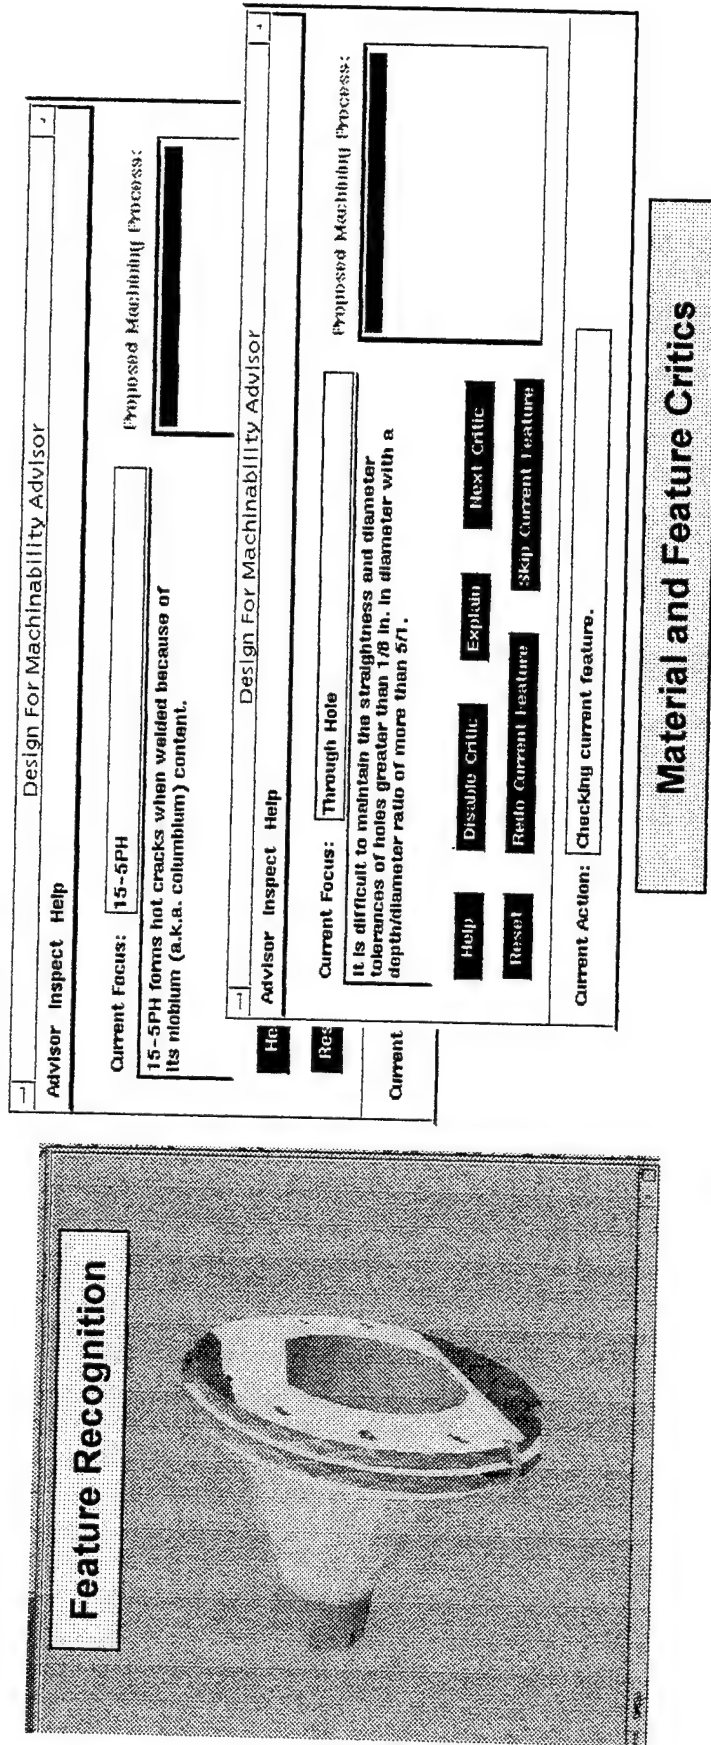 Feature Recognition
Design For Machinability Advisor
Advisor Inspect Help
Current Focus: 15-5PH
Proposed Machining Process:
15-5PH forms hot cracks when welded because of
its niobium (a.k.a. columbium) content.
He
Res
Current
Design For Machinability Advisor
Advisor Inspect Help
Current Focus: Through Hole
Proposed Machining Process:
It is difficult to maintain the straightness and diameter
tolerances of holes greater than 1/8 in. in diameter with a
depth/diameter ratio of more than 5/1.
Help Disable Critic Explain Next Critic
Reset Redo Current Feature Skip Current Feature
Current Action: Checking current feature.
Material and Feature Critics